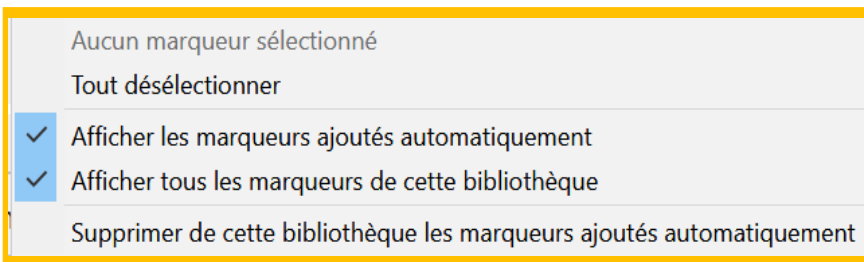 Aucun marqueur sélectionné
Tout désélectionner
Afficher les marqueurs ajoutés automatiquement
Afficher tous les marqueurs de cette bibliothèque
Supprimer de cette bibliothèque les marqueurs ajoutés automatiquement